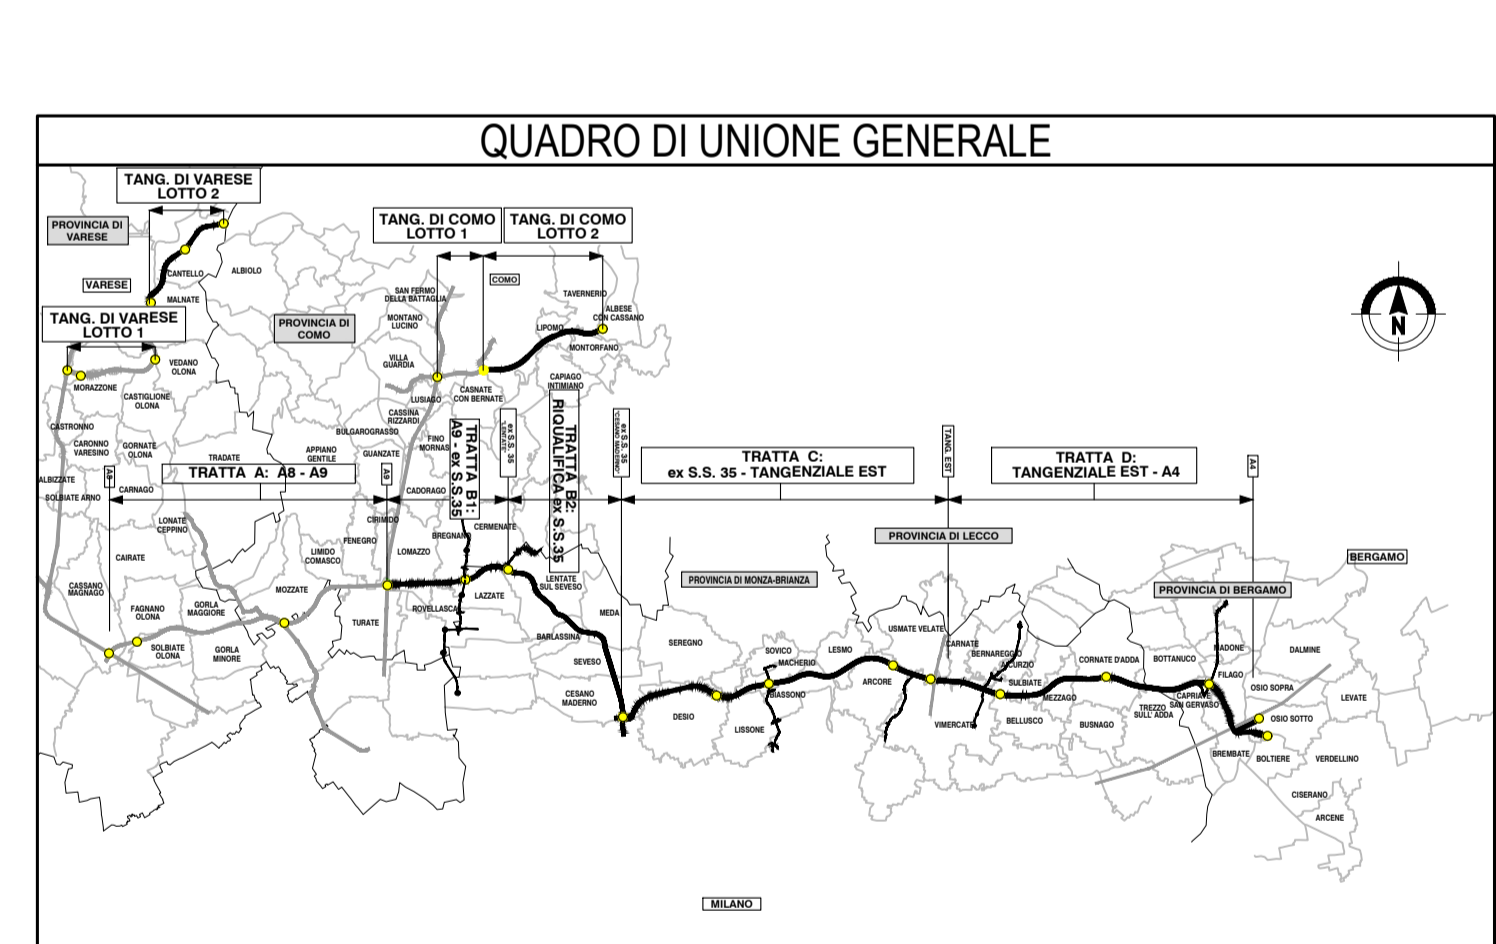 QUADRO DI UNIONE GENERALE
TANG. DI VARESE
LOTTO 2
PROVINCIA DI
VARESE
CANTELLO
ALBIOLO
VARESE
MALNATE
TANG. DI VARESE
LOTTO 1
PROVINCIA DI
COMO
TANG. DI COMO
LOTTO 1
TANG. DI COMO
LOTTO 2
COMO
SAN FERMO
DELLA BATTAGLIA
TAVERNERIO
MONTANO
LUCINO
ALBESE
CON CASSANO
LIPOMO
MONTORFANO
N
VILLA
GUARDIA
VEDANO
OLONA
MORAZZONE
CASTIGLIONE
OLONA
LUSIAGO
CASNATE
CON BERNATE
CAPIAGO
INTIMIANO
CASSINA
RIZZARDI
CASTRONNO
BULGAROGRASSO
FINO
MORNAS
CARONNO
VARESINO
GORNATE
OLONA
TRADATE
APPIANO
GENTILE
GUANZATE
A8
TRATTA A: A8 - A9
A9
TRATTA B1:
A9 - ex S.S.35
ex S.S. 35
"LENTATE"
TRATTA B2:
RIQUALIFICA ex S.S.35
ex S.S. 35
"CESANO MADERNO"
TRATTA C:
ex S.S. 35 - TANGENZIALE EST
TANG. EST
TRATTA D:
TANGENZIALE EST - A4
A4
ALBIZZATE
SOLBIATE ARNO
CARNAGO
CADORAGO
LONATE
CEPPINO
CIRIMIDO
FENEGRO
BREGNANO
CERMENATE
CAIRATE
LIMIDO
COMASCO
LOMAZZO
PROVINCIA DI LECCO
BERGAMO
PROVINCIA DI MONZA-BRIANZA
PROVINCIA DI BERGAMO
CASSANO
MAGNAGO
MOZZATE
LENTATE
SUL SEVESO
LAZZATE
FAGNANO
OLONA
GORLA
MAGGIORE
ROVELLASCA
MEDA
TURATE
BARLASSINA
SOLBIATE
OLONA
GORLA
MINORE
SEVESO
SEREGNO
SOVICO
MACHERIO
LESMO
USMATE VELATE
CARNATE
BERNAREGGIO
AICURZIO
CORNATE D'ADDA
BOTTANUCO
MADONE
DALMINE
FILAGO
CESANO
MADERNO
DESIO
BIASSONO
LISSONE
ARCORE
SULBIATE
MEZZAGO
VIMERCATE
BELLUSCO
BUSNAGO
TREZZO
SULL' ADDA
CAPRIATE
SAN GERVASO
OSIO SOPRA
LEVATE
OSIO SOTTO
BREMBATE
BOLTIERE
VERDELLINO
CISERANO
ARCENE
MILANO